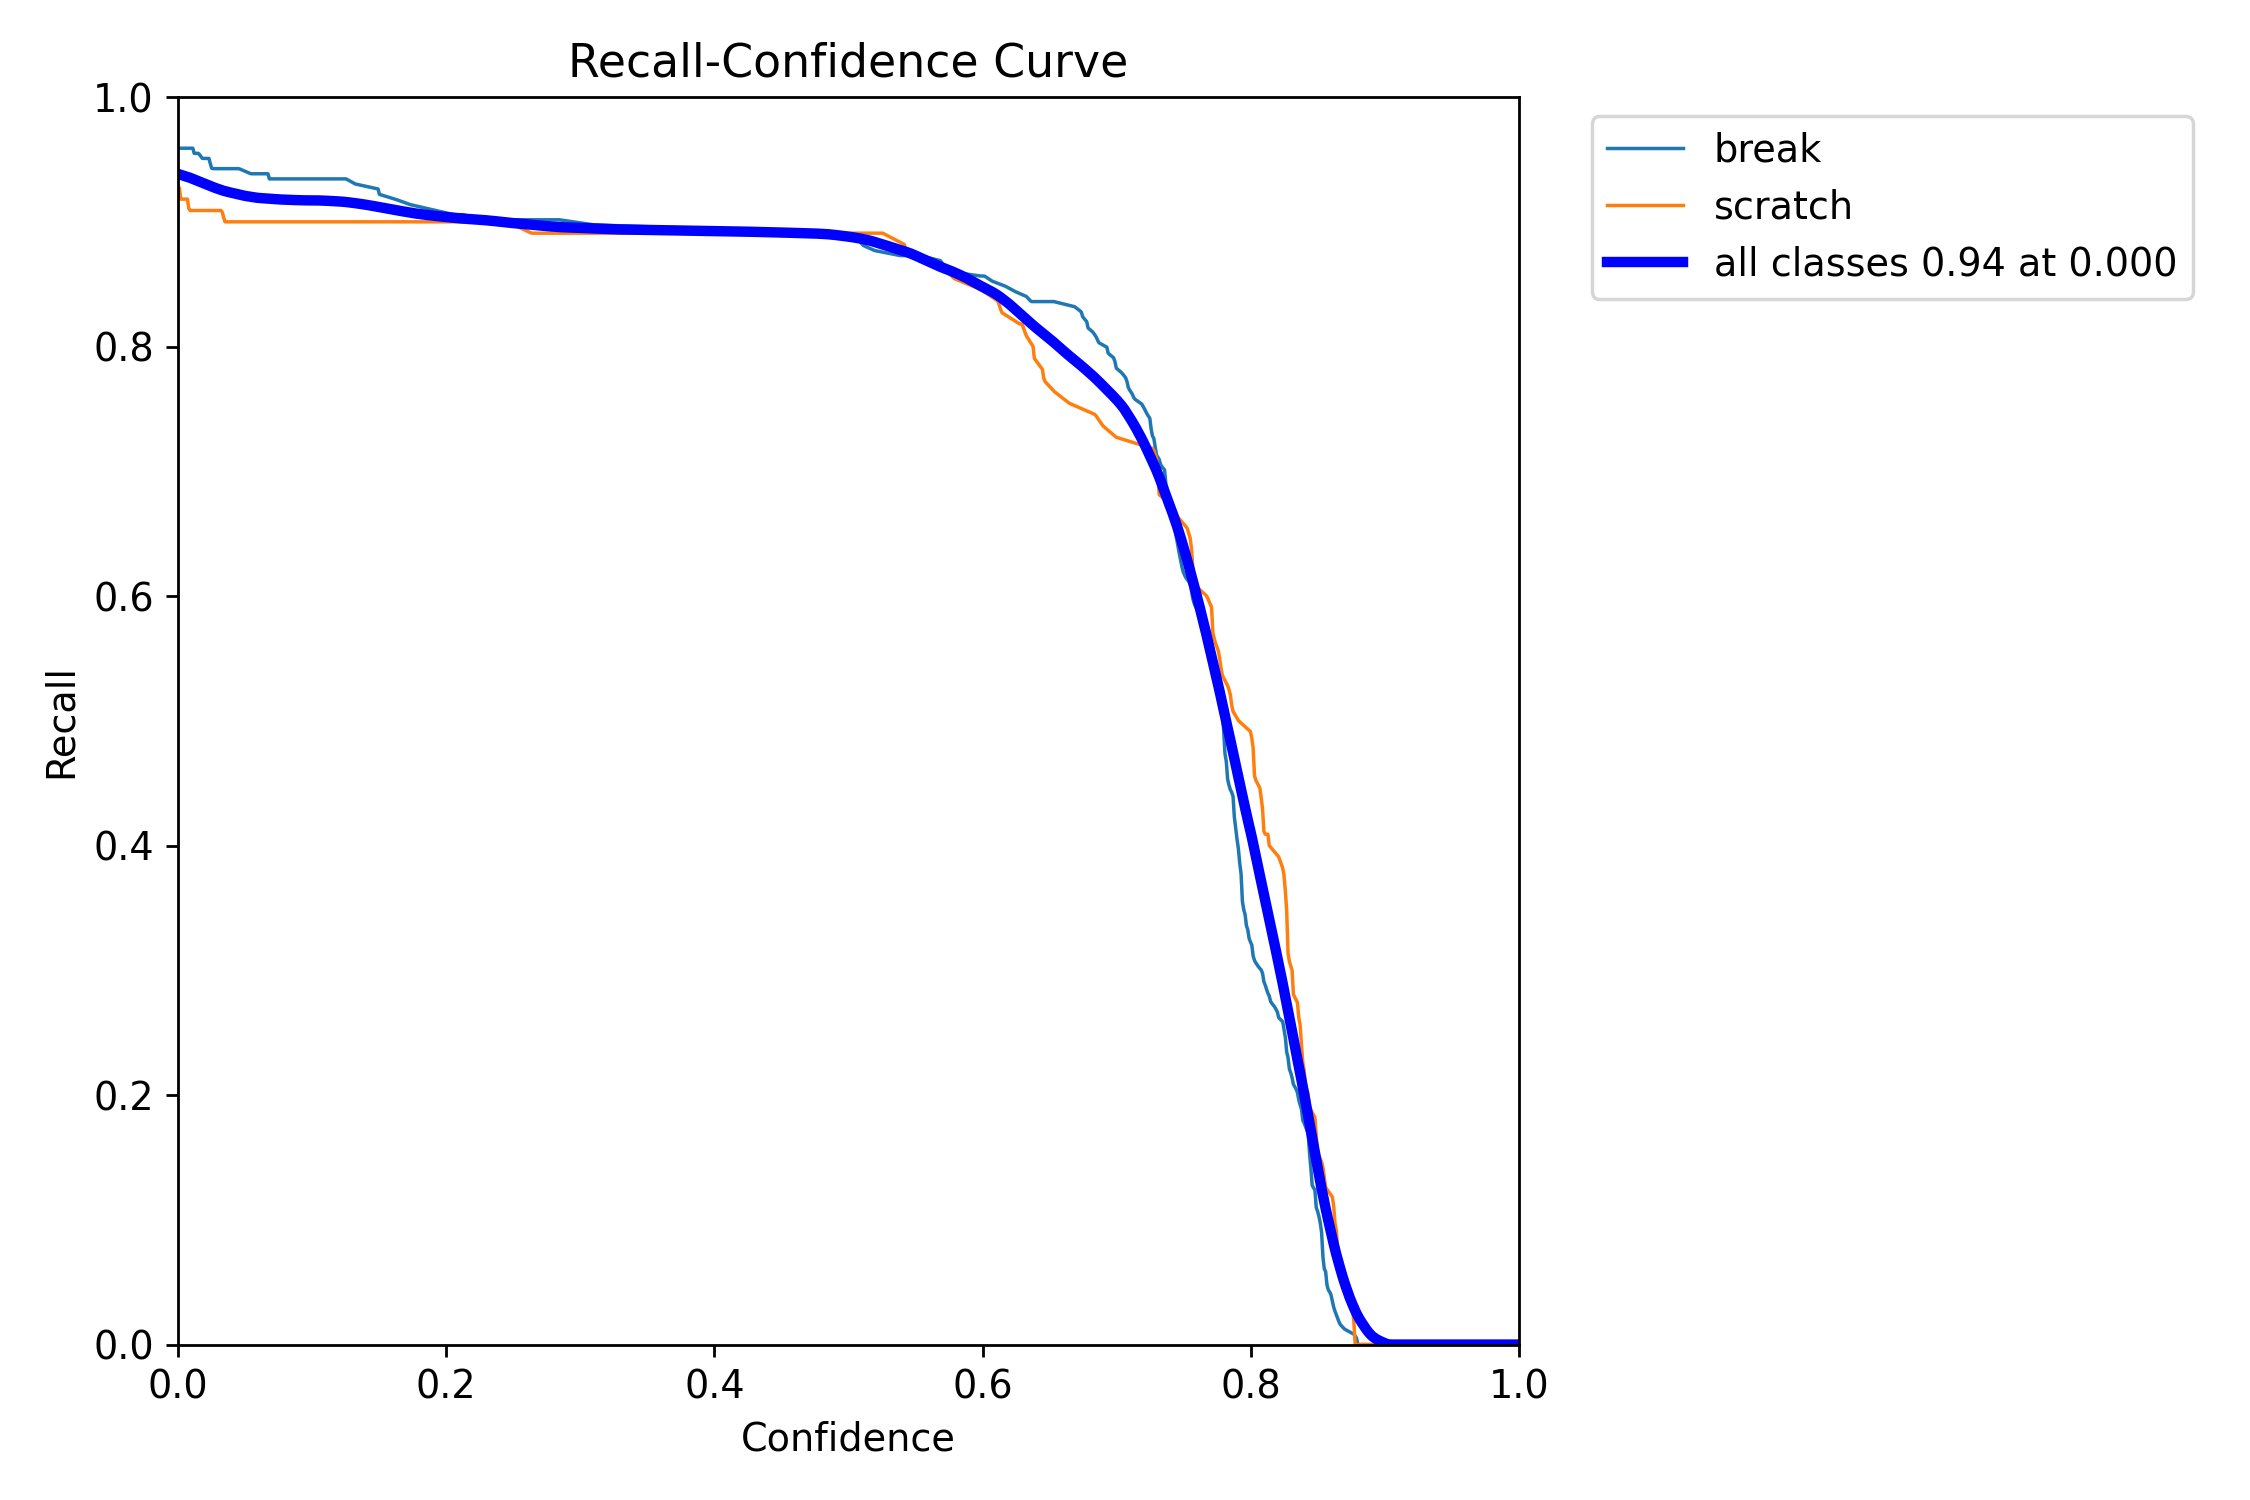 Recall-Confidence Curve
1.0
0.8
0.6
0.4
0.2
0.0
Recall
0.0 0.2 0.4 0.6 0.8 1.0
Confidence
break
scratch
all classes 0.94 at 0.000